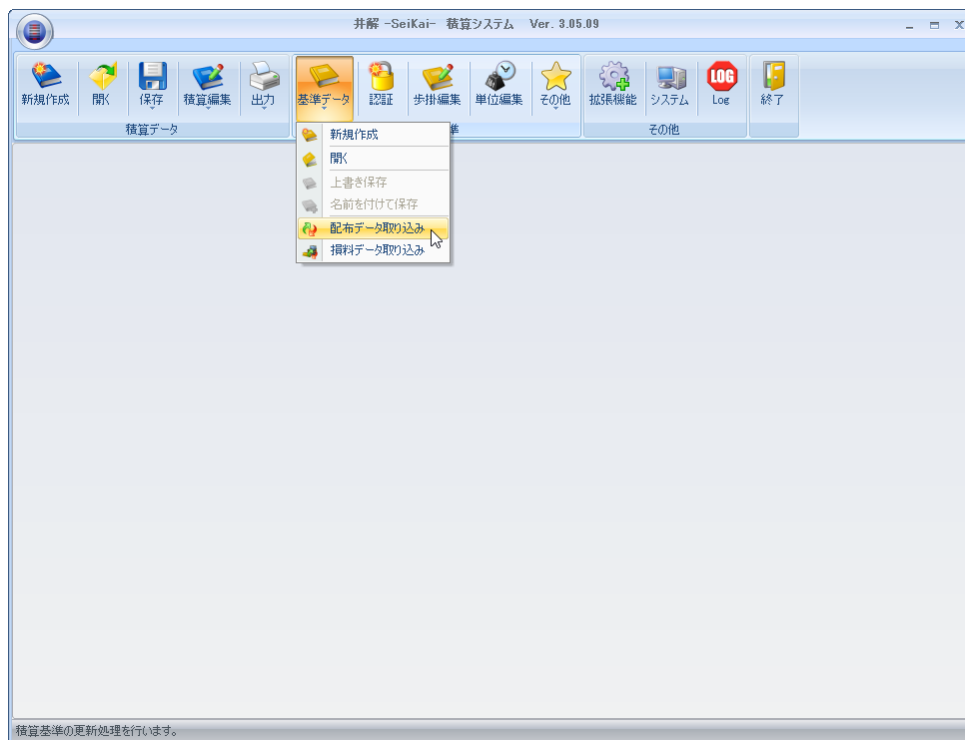 井解 -SeiKai- 積算システム Ver. 3.05.09
新規作成 開く 保存 積算編集 出力 基準データ 認証 歩掛編集 単位編集 その他 拡張機能 システム LOG Log 終了
積算データ 準 その他
新規作成
開く
上書き保存
名前を付けて保存
配布データ取り込み
損料データ取り込み
積算基準の更新処理を行います。